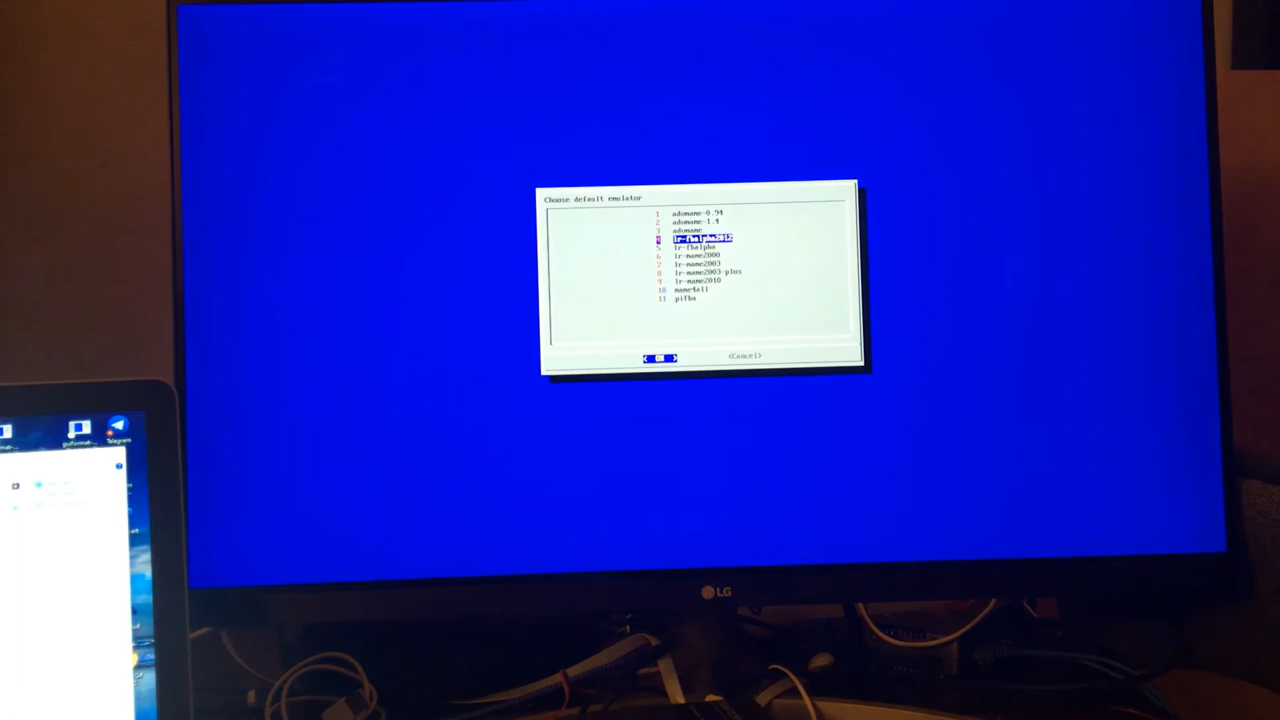 Choose default emulator
1 advmame-0.94
2 advmame-1.4
3 advmame
4 lr-fbalpha2012
5 lr-fbalpha
6 lr-mame2000
7 lr-mame2003
8 lr-mame2003-plus
9 lr-mame2010
10 mame4all
11 pifba
< OK > <Cancel>
Telegram
LG